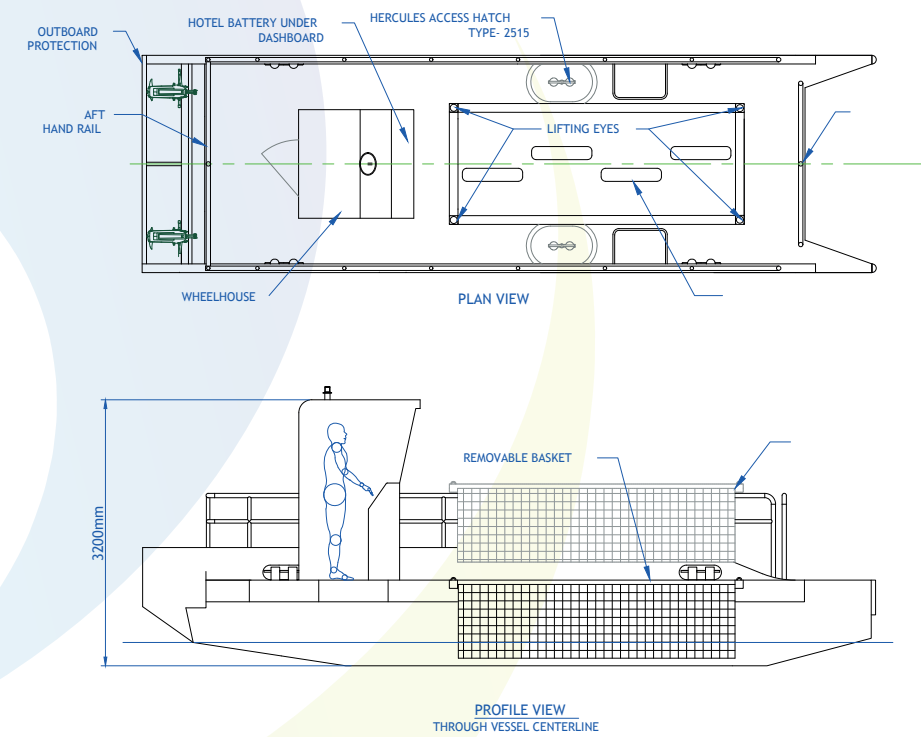 HERCULES ACCESS HATCH
TYPE- 2515
HOTEL BATTERY UNDER
DASHBOARD
OUTBOARD
PROTECTION
AFT
HAND RAIL
LIFTING EYES
WHEELHOUSE
PLAN VIEW
REMOVABLE BASKET
3200mm
PROFILE VIEW
THROUGH VESSEL CENTERLINE